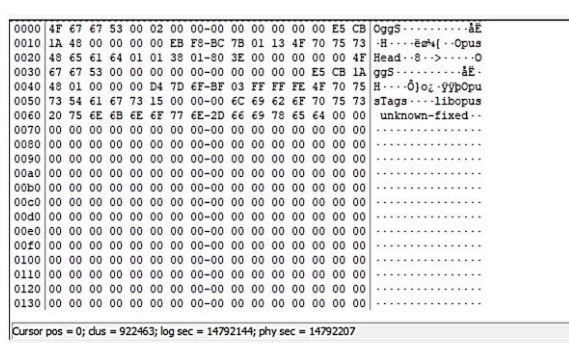 0000 4F 67 67 53 00 02 00 00-00 00 00 00 00 00 E5 CB OggS··········åË
0010 1A 48 00 00 00 00 EB F8-BC 7B 01 13 4F 70 75 73 ·H····ëø¼{··Opus
0020 48 65 61 64 01 01 38 01-80 3E 00 00 00 00 00 4F Head··8··>·····O
0030 67 67 53 00 00 00 00 00-00 00 00 00 00 E5 CB 1A ggS··········åË·
0040 48 01 00 00 00 D4 7D 6F-BF 03 FF FF FE 4F 70 75 H····Ô}o¿·ÿÿþOpu
0050 73 54 61 67 73 15 00 00-00 6C 69 62 6F 70 75 73 sTags····libopus
0060 20 75 6E 6B 6E 6F 77 6E-2D 66 69 78 65 64 00 00 unknown-fixed··
0070 00 00 00 00 00 00 00 00-00 00 00 00 00 00 00 00 ················
0080 00 00 00 00 00 00 00 00-00 00 00 00 00 00 00 00 ················
0090 00 00 00 00 00 00 00 00-00 00 00 00 00 00 00 00 ················
00a0 00 00 00 00 00 00 00 00-00 00 00 00 00 00 00 00 ················
00b0 00 00 00 00 00 00 00 00-00 00 00 00 00 00 00 00 ················
00c0 00 00 00 00 00 00 00 00-00 00 00 00 00 00 00 00 ················
00d0 00 00 00 00 00 00 00 00-00 00 00 00 00 00 00 00 ················
00e0 00 00 00 00 00 00 00 00-00 00 00 00 00 00 00 00 ················
00f0 00 00 00 00 00 00 00 00-00 00 00 00 00 00 00 00 ················
0100 00 00 00 00 00 00 00 00-00 00 00 00 00 00 00 00 ················
0110 00 00 00 00 00 00 00 00-00 00 00 00 00 00 00 00 ················
0120 00 00 00 00 00 00 00 00-00 00 00 00 00 00 00 00 ················
0130 00 00 00 00 00 00 00 00-00 00 00 00 00 00 00 00 ················
Cursor pos = 0; clus = 922463; log sec = 14792144; phy sec = 14792207